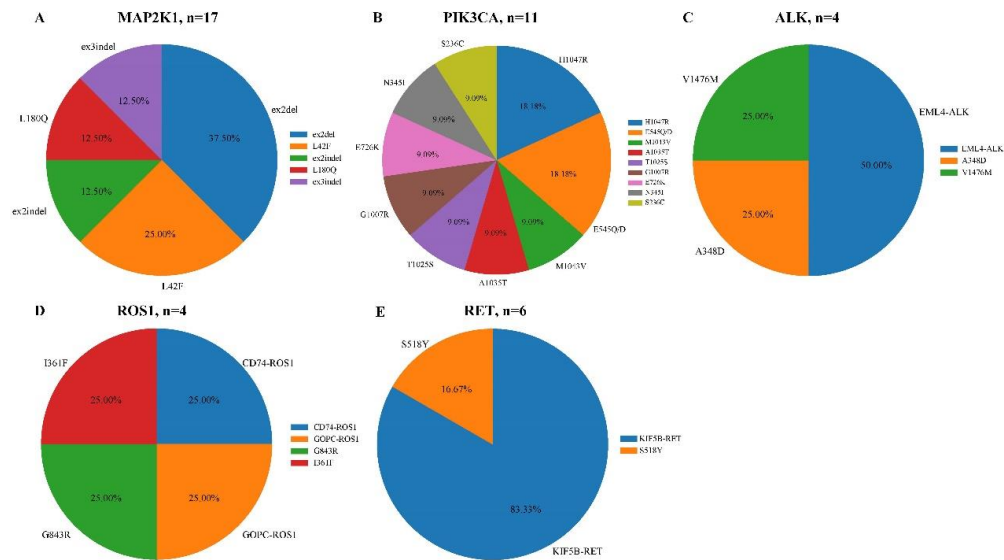 A MAP2K1, n=17
ex3indel
L180Q
ex2indel
L42F
ex2del
12.50%
12.50%
12.50%
25.00%
37.50%
ex2del
L42F
ex2indel
L180Q
ex3indel
B PIK3CA, n=11
S236C
N345I
E726K
G1007R
T1025S
A1035T
M1043V
E545Q/D
H1047R
9.09%
9.09%
9.09%
9.09%
9.09%
9.09%
9.09%
18.18%
18.18%
H1047R
E545Q/D
M1043V
A1035T
T1025S
G1007R
E726K
N345I
S236C
C ALK, n=4
V1476M
A348D
EML4-ALK
25.00%
25.00%
50.00%
EML4-ALK
A348D
V1476M
D ROS1, n=4
I361F
CD74-ROS1
G843R
GOPC-ROS1
25.00%
25.00%
25.00%
25.00%
CD74-ROS1
GOPC-ROS1
G843R
I361F
E RET, n=6
S518Y
16.67%
83.33%
KIF5B-RET
KIF5B-RET
S518Y